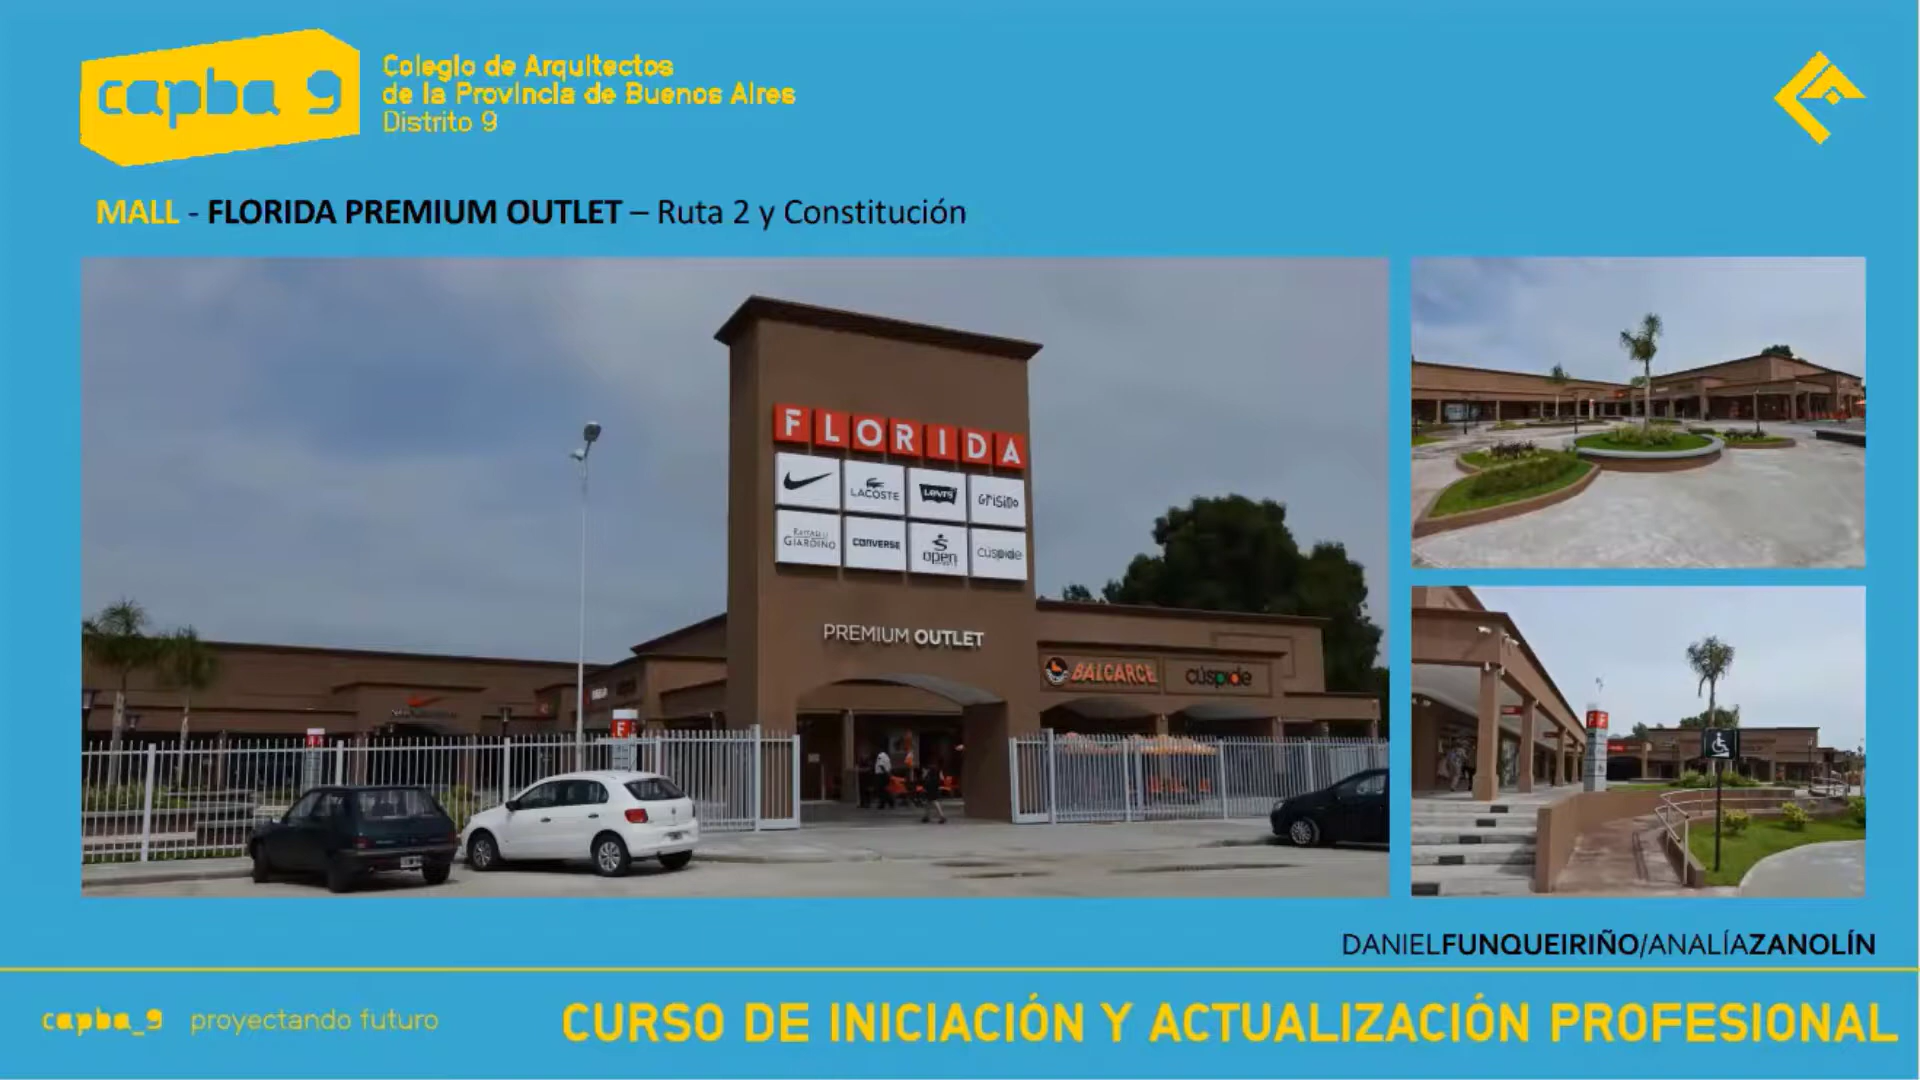 capba 9
Colegio de Arquitectos
de la Provincia de Buenos Aires
Distrito 9
MALL - FLORIDA PREMIUM OUTLET – Ruta 2 y Constitución
FLORIDA
LACOSTE
Levi's
Grisino
GIARDINO
CONVERSE
open
cúspide
PREMIUM OUTLET
BALCARCE
cúspide
F
F F
DANIELFUNQUEIRIÑO/ANALÍAZANOLÍN
capba_9 proyectando futuro
CURSO DE INICIACIÓN Y ACTUALIZACIÓN PROFESIONAL